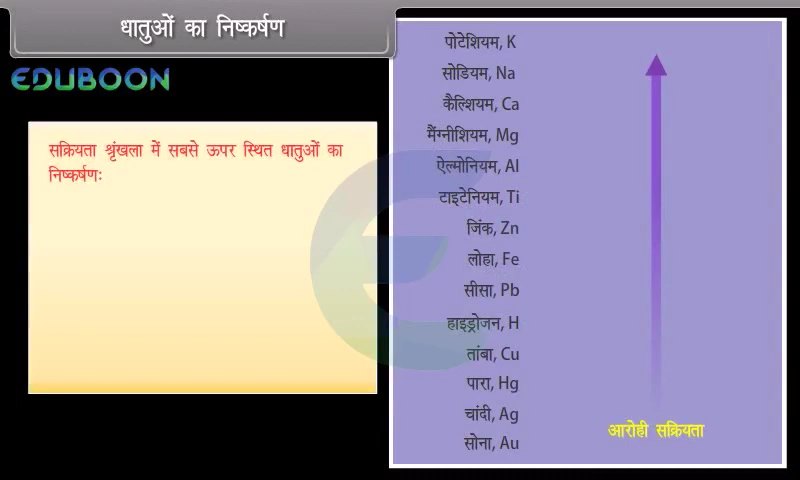 धातुओं का निष्कर्षण
EDUBOON
सक्रियता श्रृंखला में सबसे ऊपर स्थित धातुओं का
निष्कर्षणः
पोटेशियम, K
सोडियम, Na
कैल्शियम, Ca
मैंग्नीशियम, Mg
ऐल्मोनियम, Al
टाइटेनियम, Ti
जिंक, Zn
लोहा, Fe
सीसा, Pb
हाइड्रोजन, H
तांबा, Cu
पारा, Hg
चांदी, Ag
सोना, Au
आरोही सक्रियता